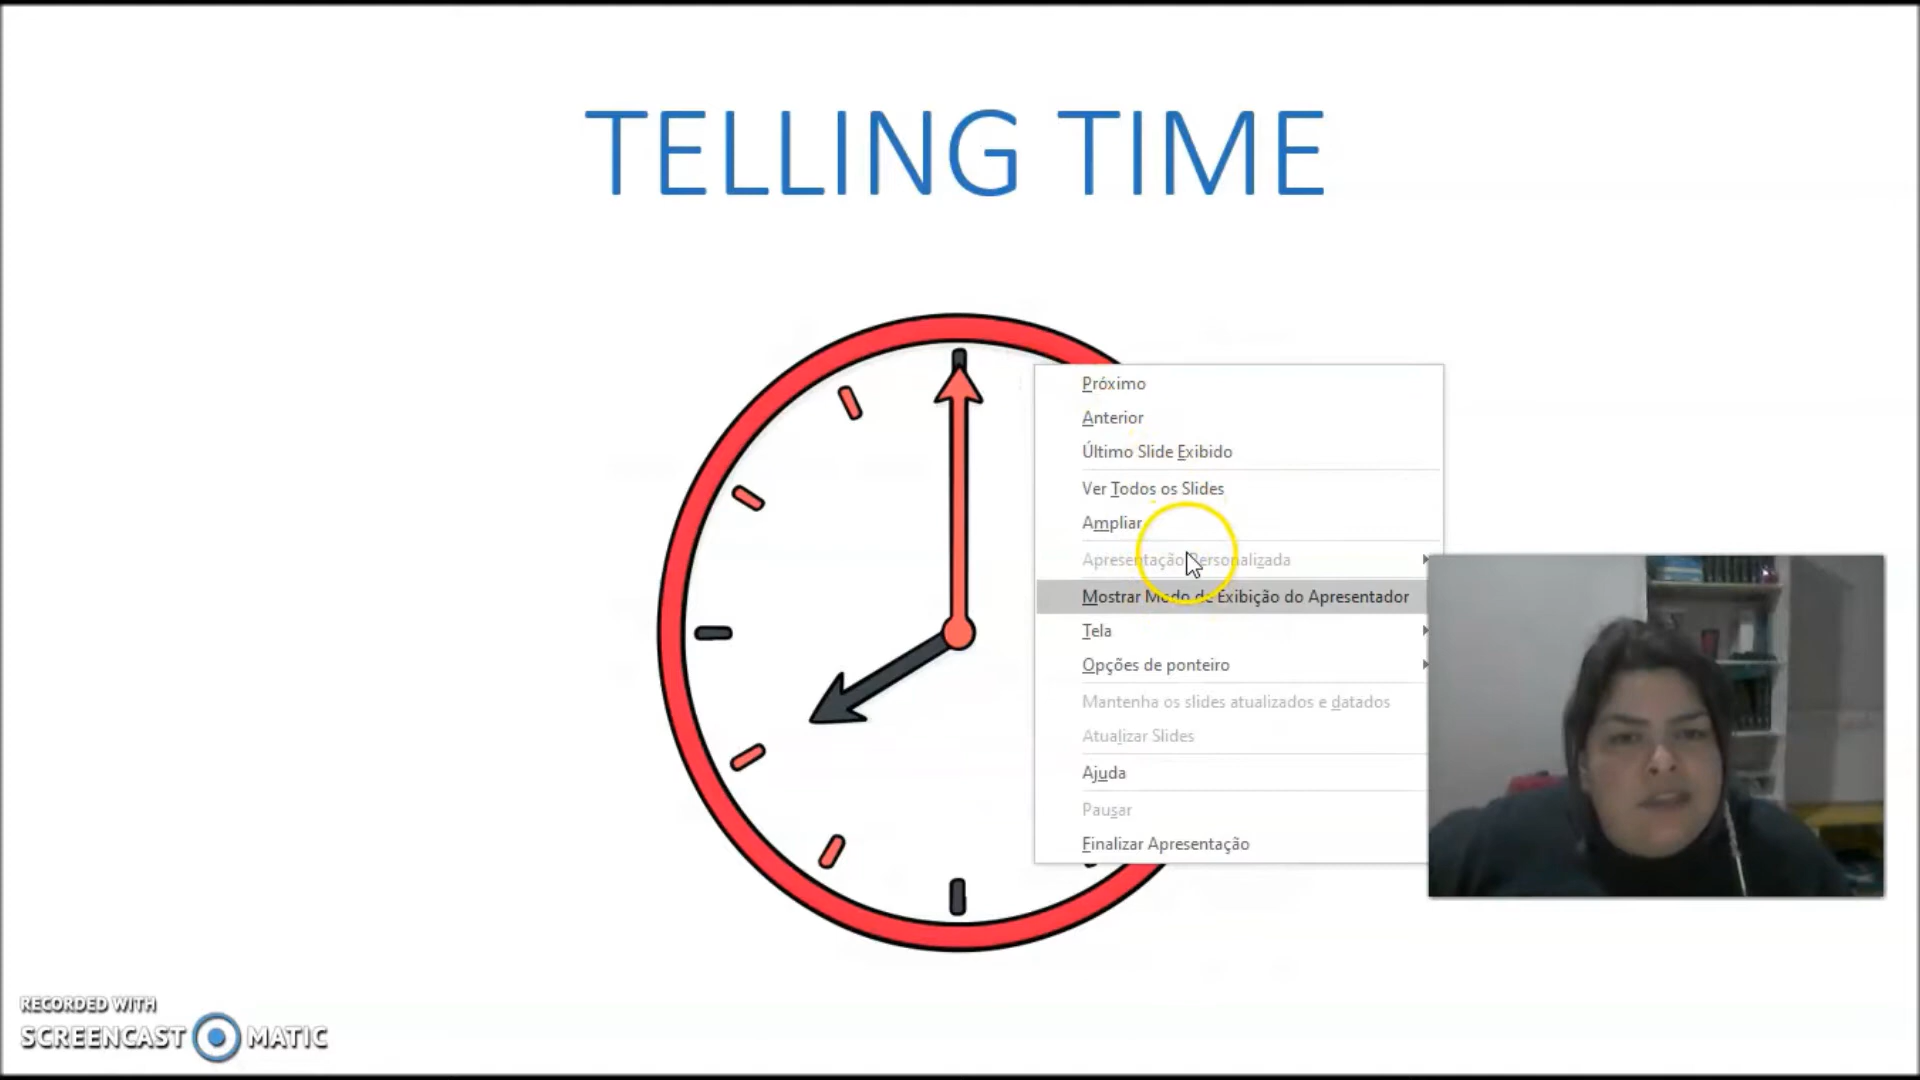 TELLING TIME
Próximo
Anterior
Último Slide Exibido
Ver Todos os Slides
Ampliar
Apresentação Personalizada
Mostrar Modo de Exibição do Apresentador
Tela
Opções de ponteiro
Mantenha os slides atualizados e datados
Atualizar Slides
Ajuda
Pausar
Finalizar Apresentação
RECORDED WITH
SCREENCAST MATIC